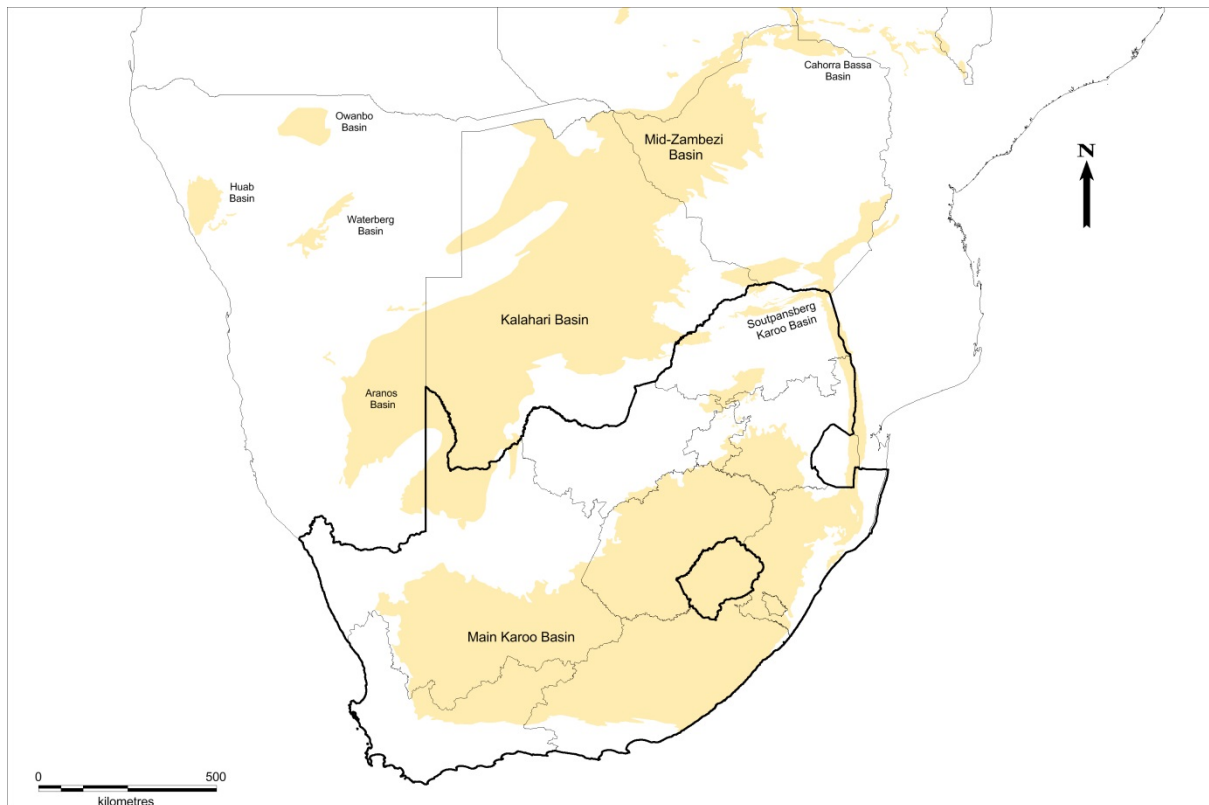 Cahorra Bassa
Basin
Owanbo
Basin
Mid-Zambezi
Basin
N
Huab
Basin
Waterberg
Basin
Kalahari Basin
Soutpansberg
Karoo Basin
Aranos
Basin
Main Karoo Basin
0 500
kilometres